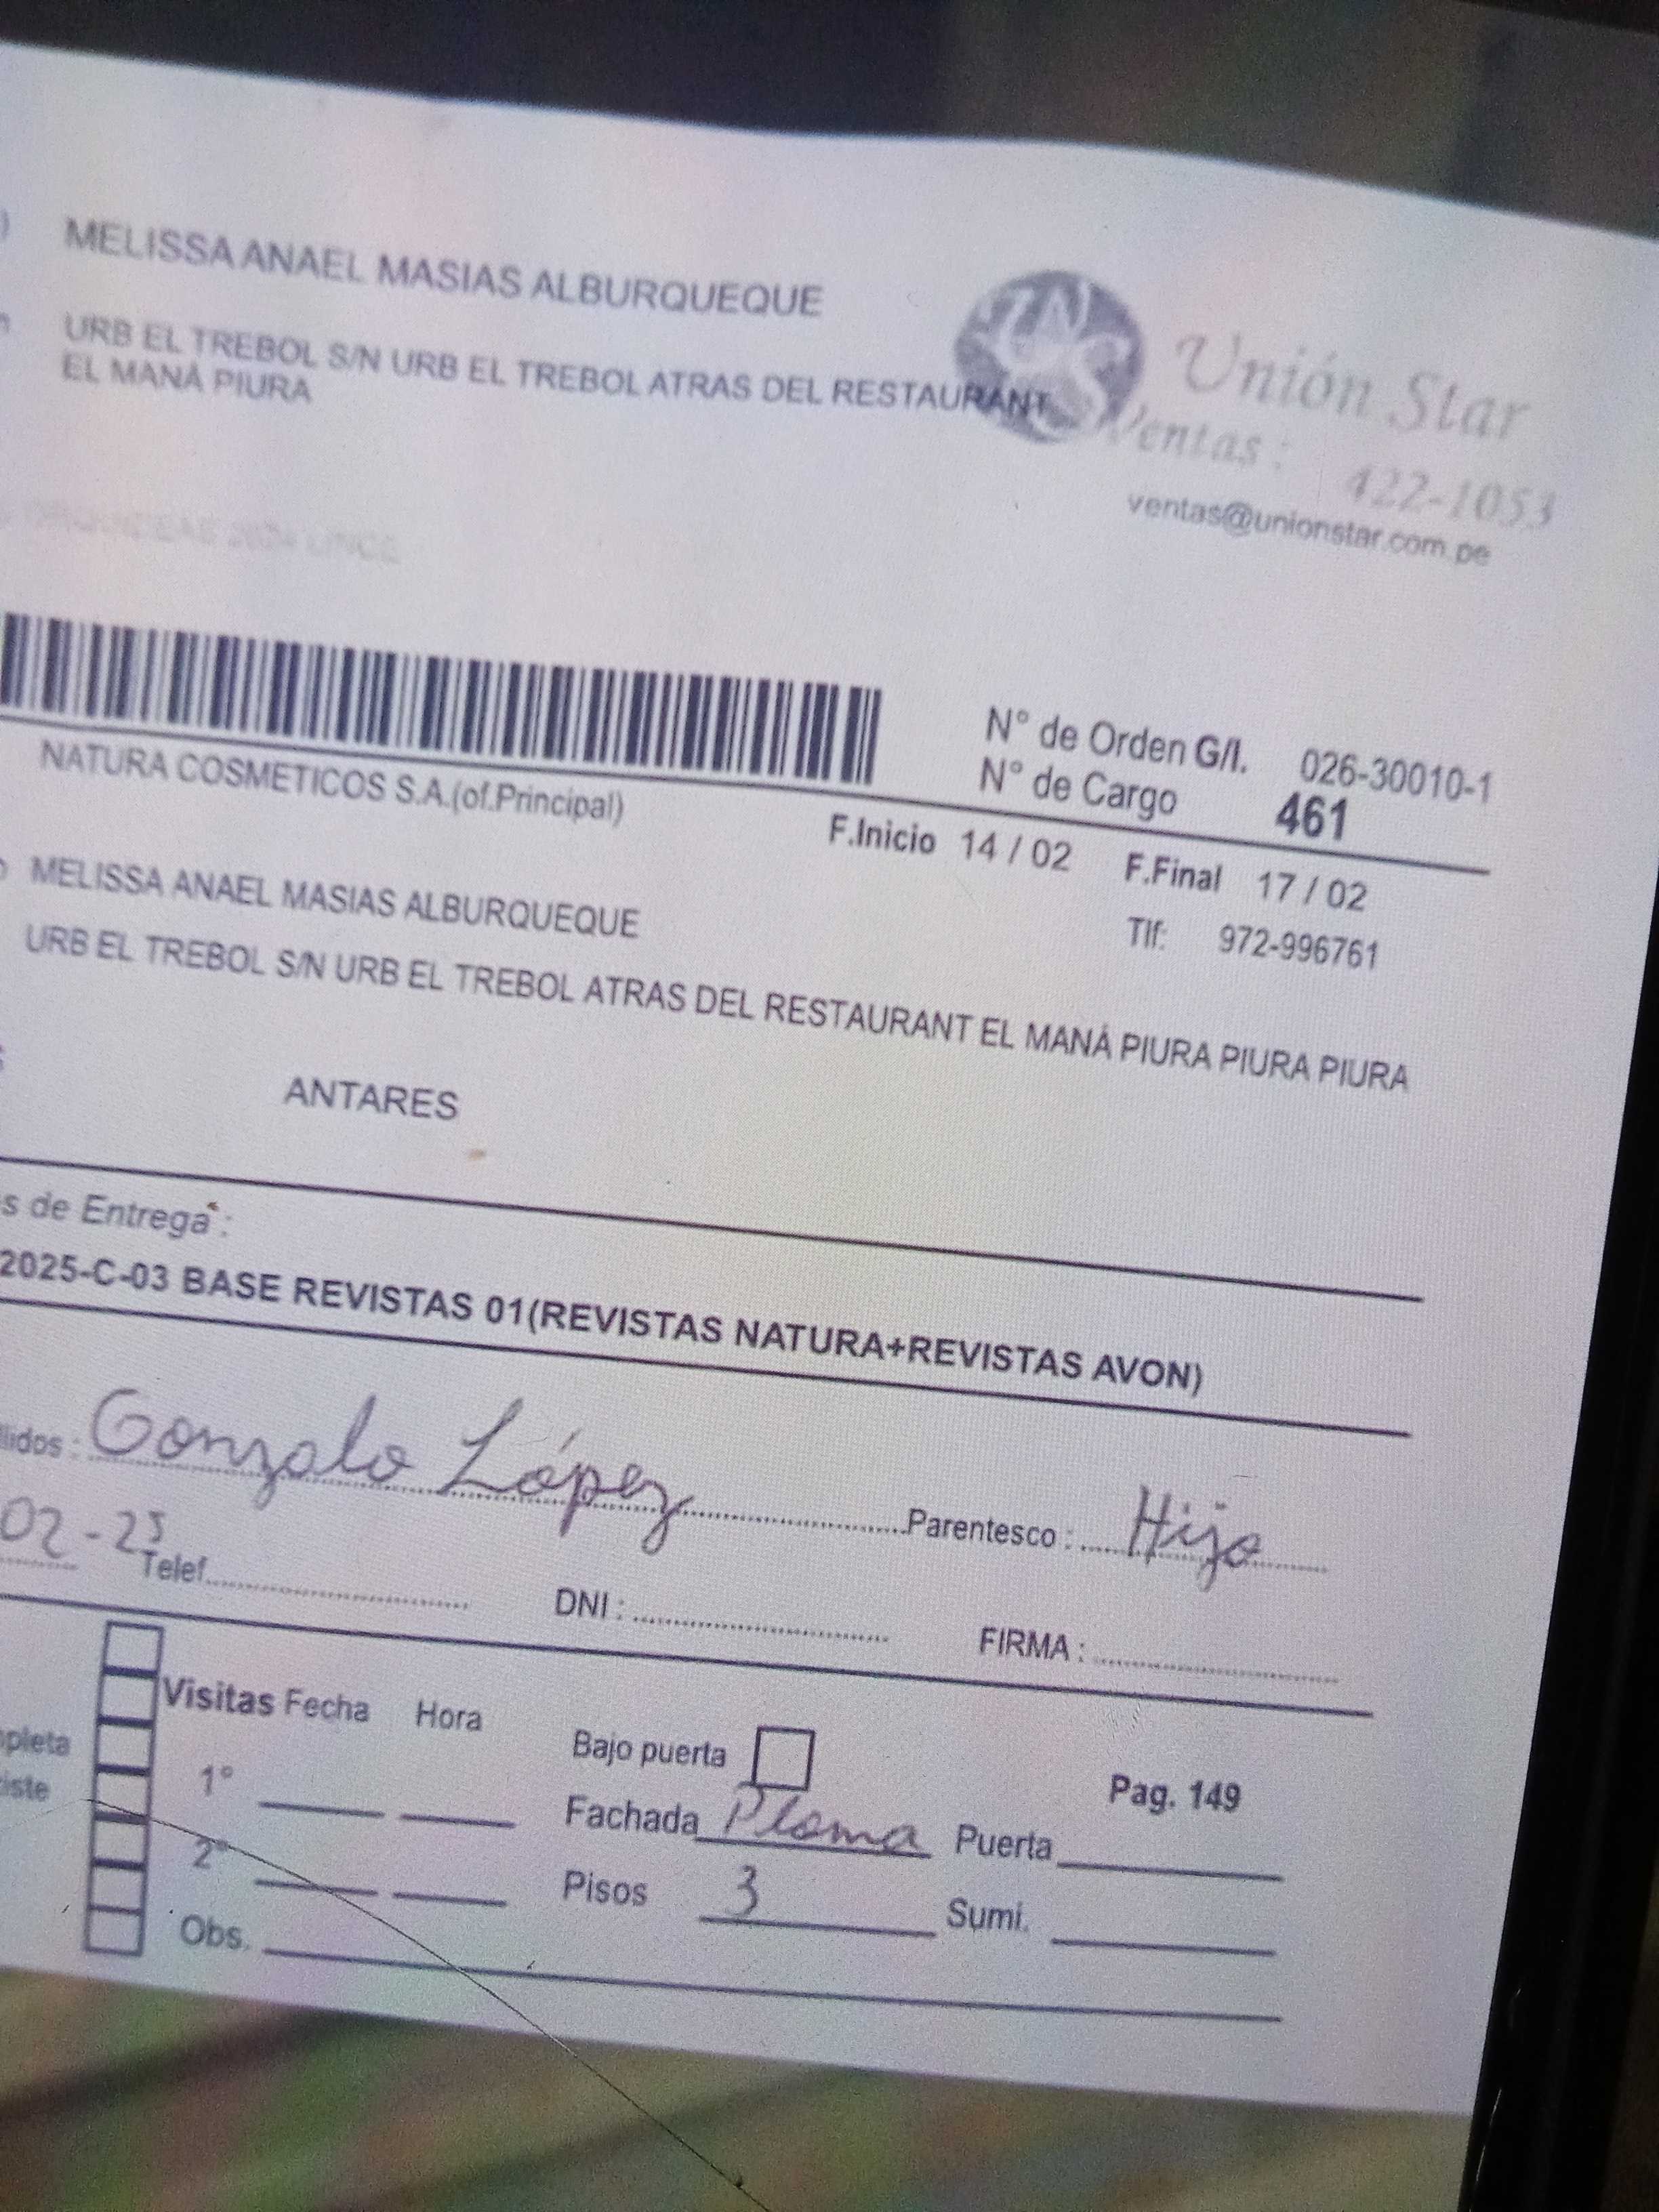 MELISSA ANAEL MASIAS ALBURQUEQUE
URB EL TREBOL S/N URB EL TREBOL ATRAS DEL RESTAURANT
EL MANÁ PIURA
Unión Star
Ventas: 422-1053
ventas@unionstar.com.pe
2024 LINCE
N° de Orden G/I. 026-30010-1
N° de Cargo 461
NATURA COSMETICOS S.A.(of.Principal)
F.Inicio 14 / 02 F.Final 17 / 02
MELISSA ANAEL MASIAS ALBURQUEQUE
Tlf: 972-996761
URB EL TREBOL S/N URB EL TREBOL ATRAS DEL RESTAURANT EL MANÁ PIURA PIURA PIURA
ANTARES
s de Entrega :
2025-C-03 BASE REVISTAS 01(REVISTAS NATURA+REVISTAS AVON)
llidos : Gonzalo López Parentesco : Hijo
02-25 Telef. DNI : FIRMA :
Visitas Fecha Hora
Bajo puerta
Pag. 149
mpleta
iste
1°
Fachada Ploma Puerta
2°
Pisos 3 Sumi.
Obs.